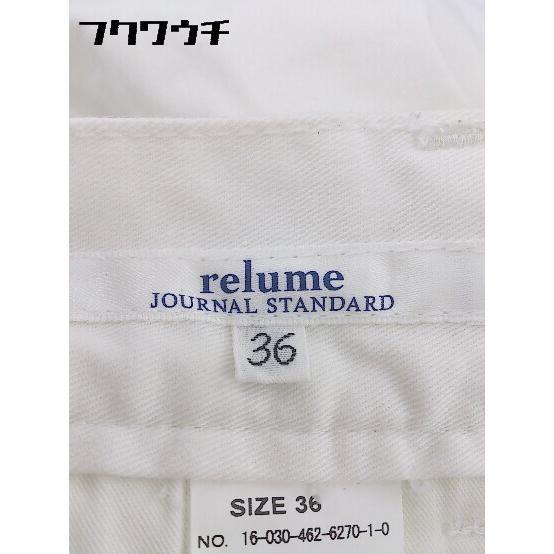 フクワウチ
relume
JOURNAL STANDARD
36
SIZE 36
NO. 16-030-462-6270-1-0